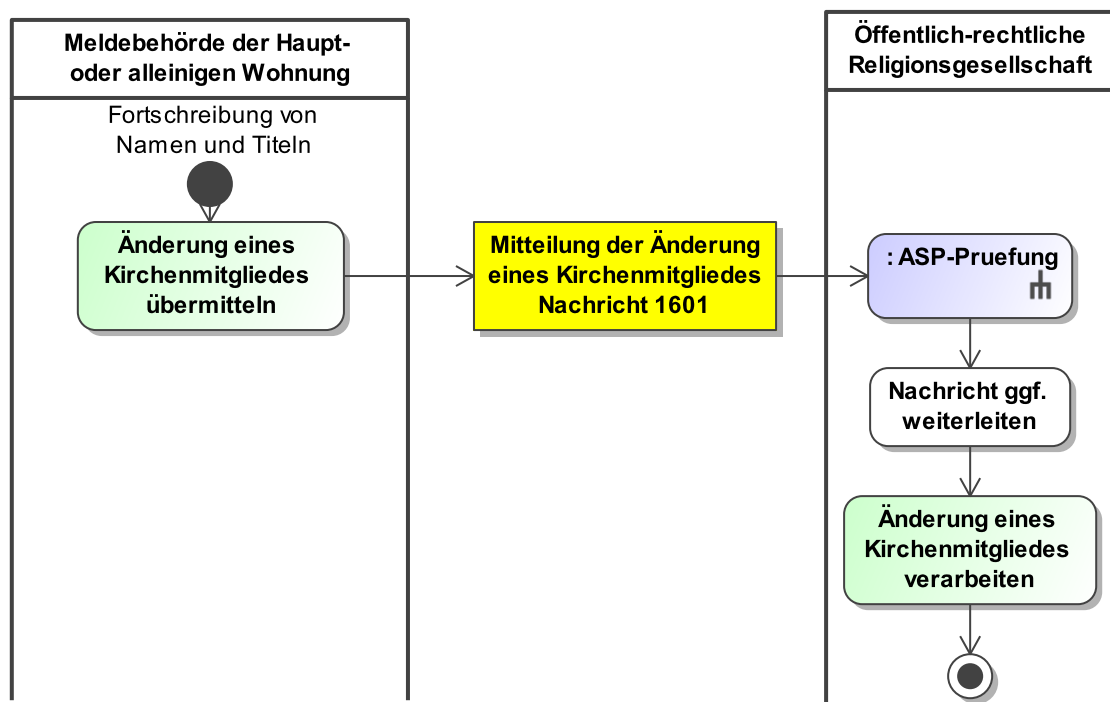 Meldebehörde der Haupt-
oder alleinigen Wohnung
Fortschreibung von
Namen und Titeln
Änderung eines
Kirchenmitgliedes
übermitteln
Mitteilung der Änderung
eines Kirchenmitgliedes
Nachricht 1601
Öffentlich-rechtliche
Religionsgesellschaft
: ASP-Pruefung
Nachricht ggf.
weiterleiten
Änderung eines
Kirchenmitgliedes
verarbeiten